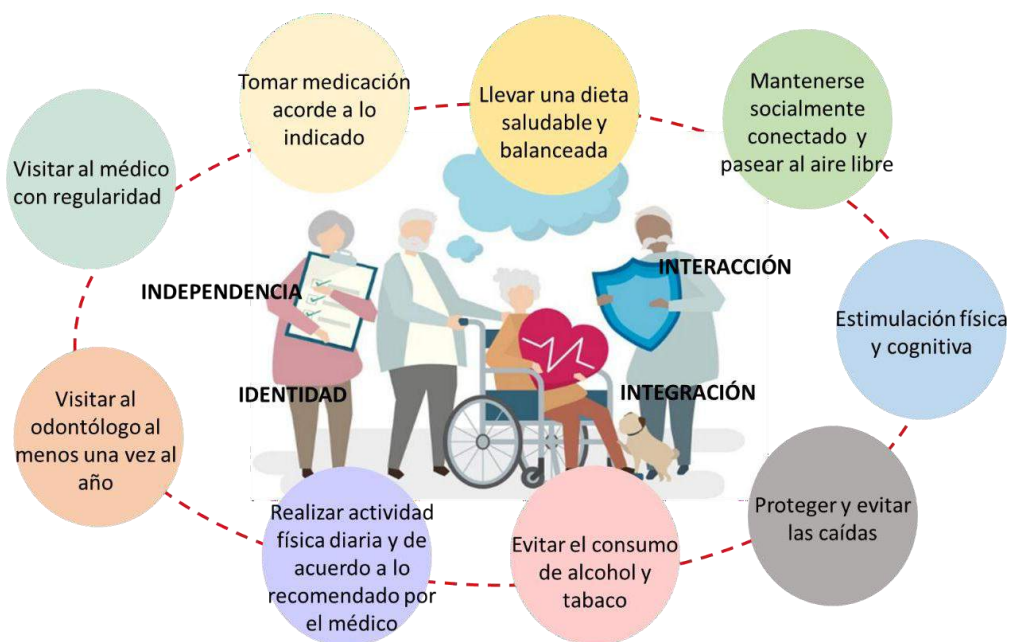 Tomar medicación
acorde a lo
indicado
Llevar una dieta
saludable y
balanceada
Mantenerse
socialmente
conectado y
pasear al aire libre
Visitar al médico
con regularidad
INDEPENDENCIA
INTERACCIÓN
Estimulación física
y cognitiva
IDENTIDAD
INTEGRACIÓN
Visitar al
odontólogo al
menos una vez al
año
Realizar actividad
física diaria y de
acuerdo a lo
recomendado por
el médico
Evitar el consumo
de alcohol y
tabaco
Proteger y evitar
las caídas